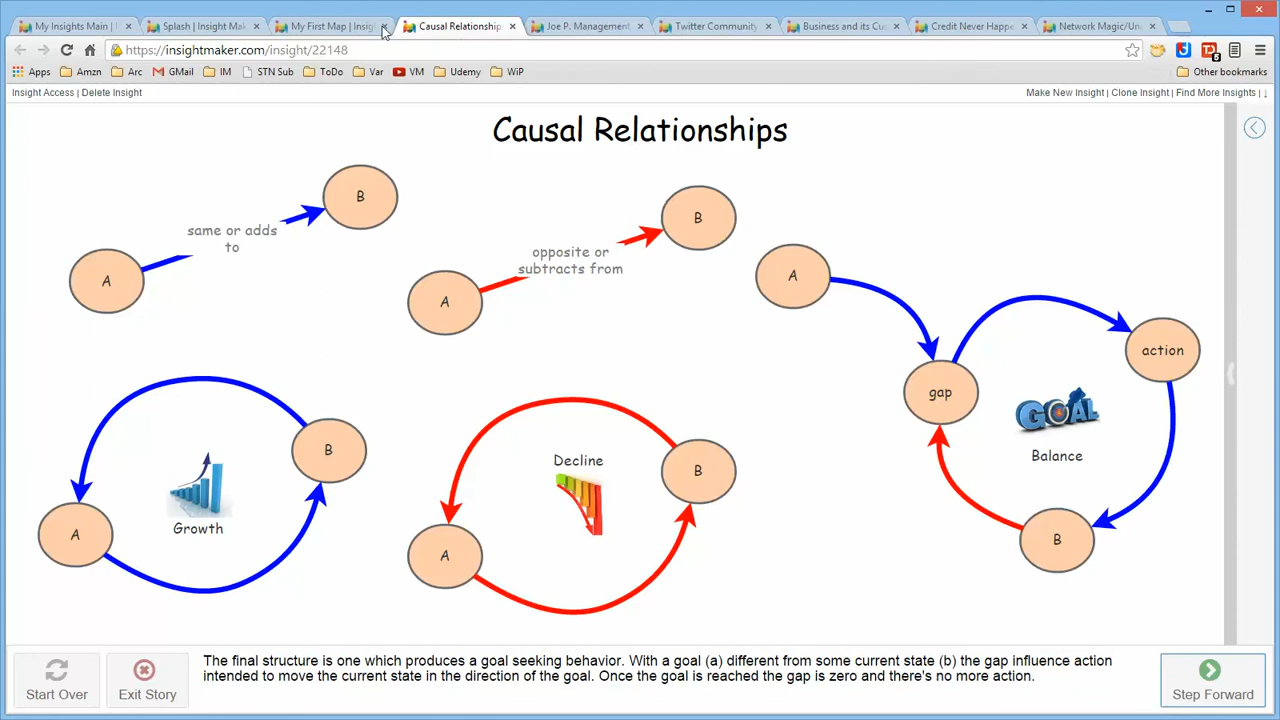 My Insights Main |
Splash | Insight Mak
My First Map | Insig
Causal Relationship
Joe P. Management
Twitter Community
Business and its Cu
Credit Never Happe
Network Magic/Un
https://insightmaker.com/insight/22148
Apps
Amzn
Arc
GMail
IM
STN Sub
ToDo
Var
VM
Udemy
WiP
Other bookmarks
Insight Access | Delete Insight
Make New Insight | Clone Insight | Find More Insights | ↓
Causal Relationships
A
same or adds
to
B
A
opposite or
subtracts from
B
A
gap
action
GOAL
Balance
B
A
B
Growth
Decline
A
B
Start Over
Exit Story
The final structure is one which produces a goal seeking behavior. With a goal (a) different from some current state (b) the gap influence action
intended to move the current state in the direction of the goal. Once the goal is reached the gap is zero and there's no more action.
Step Forward